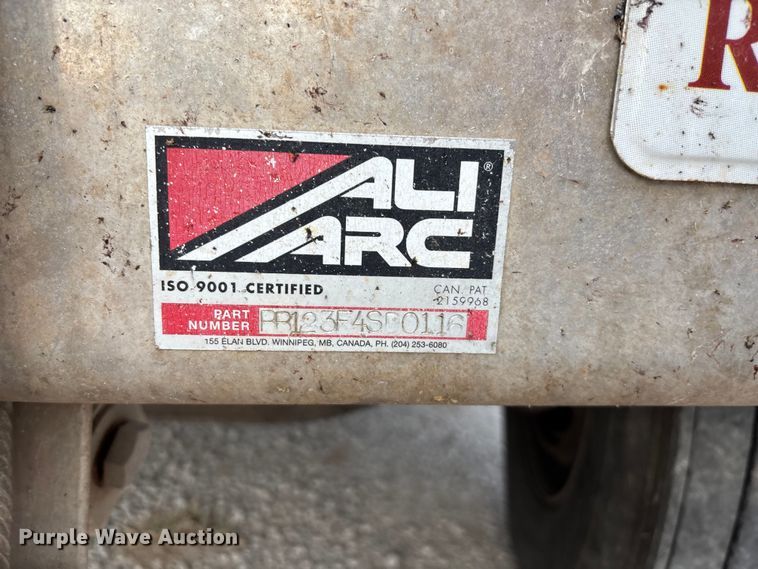 R
ALI®
ARC
ISO 9001 CERTIFIED
CAN. PAT
2159968
PART
NUMBER
155 ELAN BLVD. WINNIPEG, MB, CANADA, PH. (204) 253-6080
Purple Wave Auction